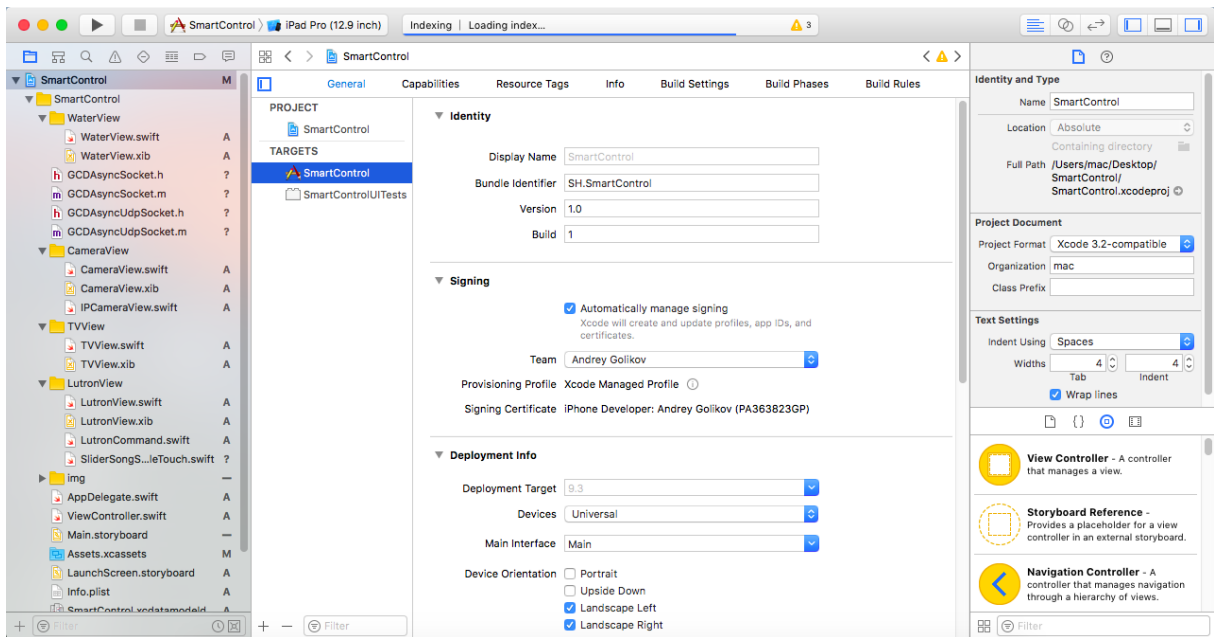 SmartControl iPad Pro (12.9 inch) Indexing | Loading index... 3
SmartControl
SmartControl M
SmartControl
WaterView
WaterView.swift A
WaterView.xib A
GCDAsyncSocket.h ?
GCDAsyncSocket.m ?
GCDAsyncUdpSocket.h ?
GCDAsyncUdpSocket.m ?
CameraView
CameraView.swift A
CameraView.xib A
IPCameraView.swift A
TVView
TVView.swift A
TVView.xib A
LutronView
LutronView.swift A
LutronView.xib A
LutronCommand.swift A
SliderSongS...leTouch.swift ?
img –
AppDelegate.swift A
ViewController.swift A
Main.storyboard –
Assets.xcassets M
LaunchScreen.storyboard A
Info.plist A
SmartControl.xcdatamodeld A
Filter
General Capabilities Resource Tags Info Build Settings Build Phases Build Rules
PROJECT
SmartControl
TARGETS
SmartControl
SmartControlUITests
Filter
Identity
Display Name SmartControl
Bundle Identifier SH.SmartControl
Version 1.0
Build 1
Signing
Automatically manage signing
Xcode will create and update profiles, app IDs, and
certificates.
Team Andrey Golikov
Provisioning Profile Xcode Managed Profile
Signing Certificate iPhone Developer: Andrey Golikov (PA363823GP)
Deployment Info
Deployment Target 9.3
Devices Universal
Main Interface Main
Device Orientation Portrait
Upside Down
Landscape Left
Landscape Right
Identity and Type
Name SmartControl
Location Absolute
Containing directory
Full Path /Users/mac/Desktop/
SmartControl/
SmartControl.xcodeproj
Project Document
Project Format Xcode 3.2-compatible
Organization mac
Class Prefix
Text Settings
Indent Using Spaces
Widths 4 4
Tab Indent
Wrap lines
View Controller - A controller
that manages a view.
Storyboard Reference -
Provides a placeholder for a view
controller in an external storyboard.
Navigation Controller - A
controller that manages navigation
through a hierarchy of views.
Filter